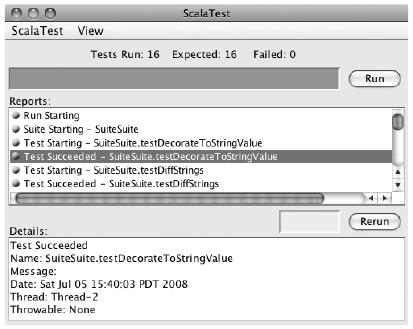 ScalaTest
ScalaTest View
Tests Run: 16 Expected: 16 Failed: 0
Run
Reports:
Run Starting
Suite Starting - SuiteSuite
Test Starting - SuiteSuite.testDecorateToStringValue
Test Succeeded - SuiteSuite.testDecorateToStringValue
Test Starting - SuiteSuite.testDiffStrings
Test Succeeded - SuiteSuite.testDiffStrings
Rerun
Details:
Test Succeeded
Name: SuiteSuite.testDecorateToStringValue
Message:
Date: Sat Jul 05 15:40:03 PDT 2008
Thread: Thread-2
Throwable: None